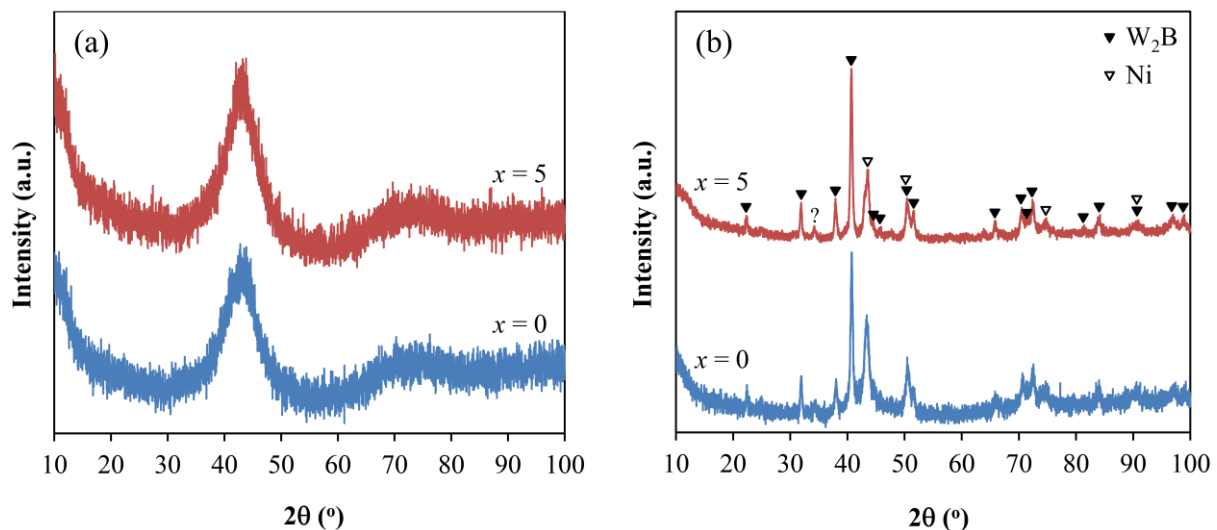 (a)
Intensity (a.u.)
x = 5
x = 0
10 20 30 40 50 60 70 80 90 100
2θ (º)
(b)
▼ W₂B
▽ Ni
Intensity (a.u.)
x = 5
?
x = 0
10 20 30 40 50 60 70 80 90 100
2θ (º)